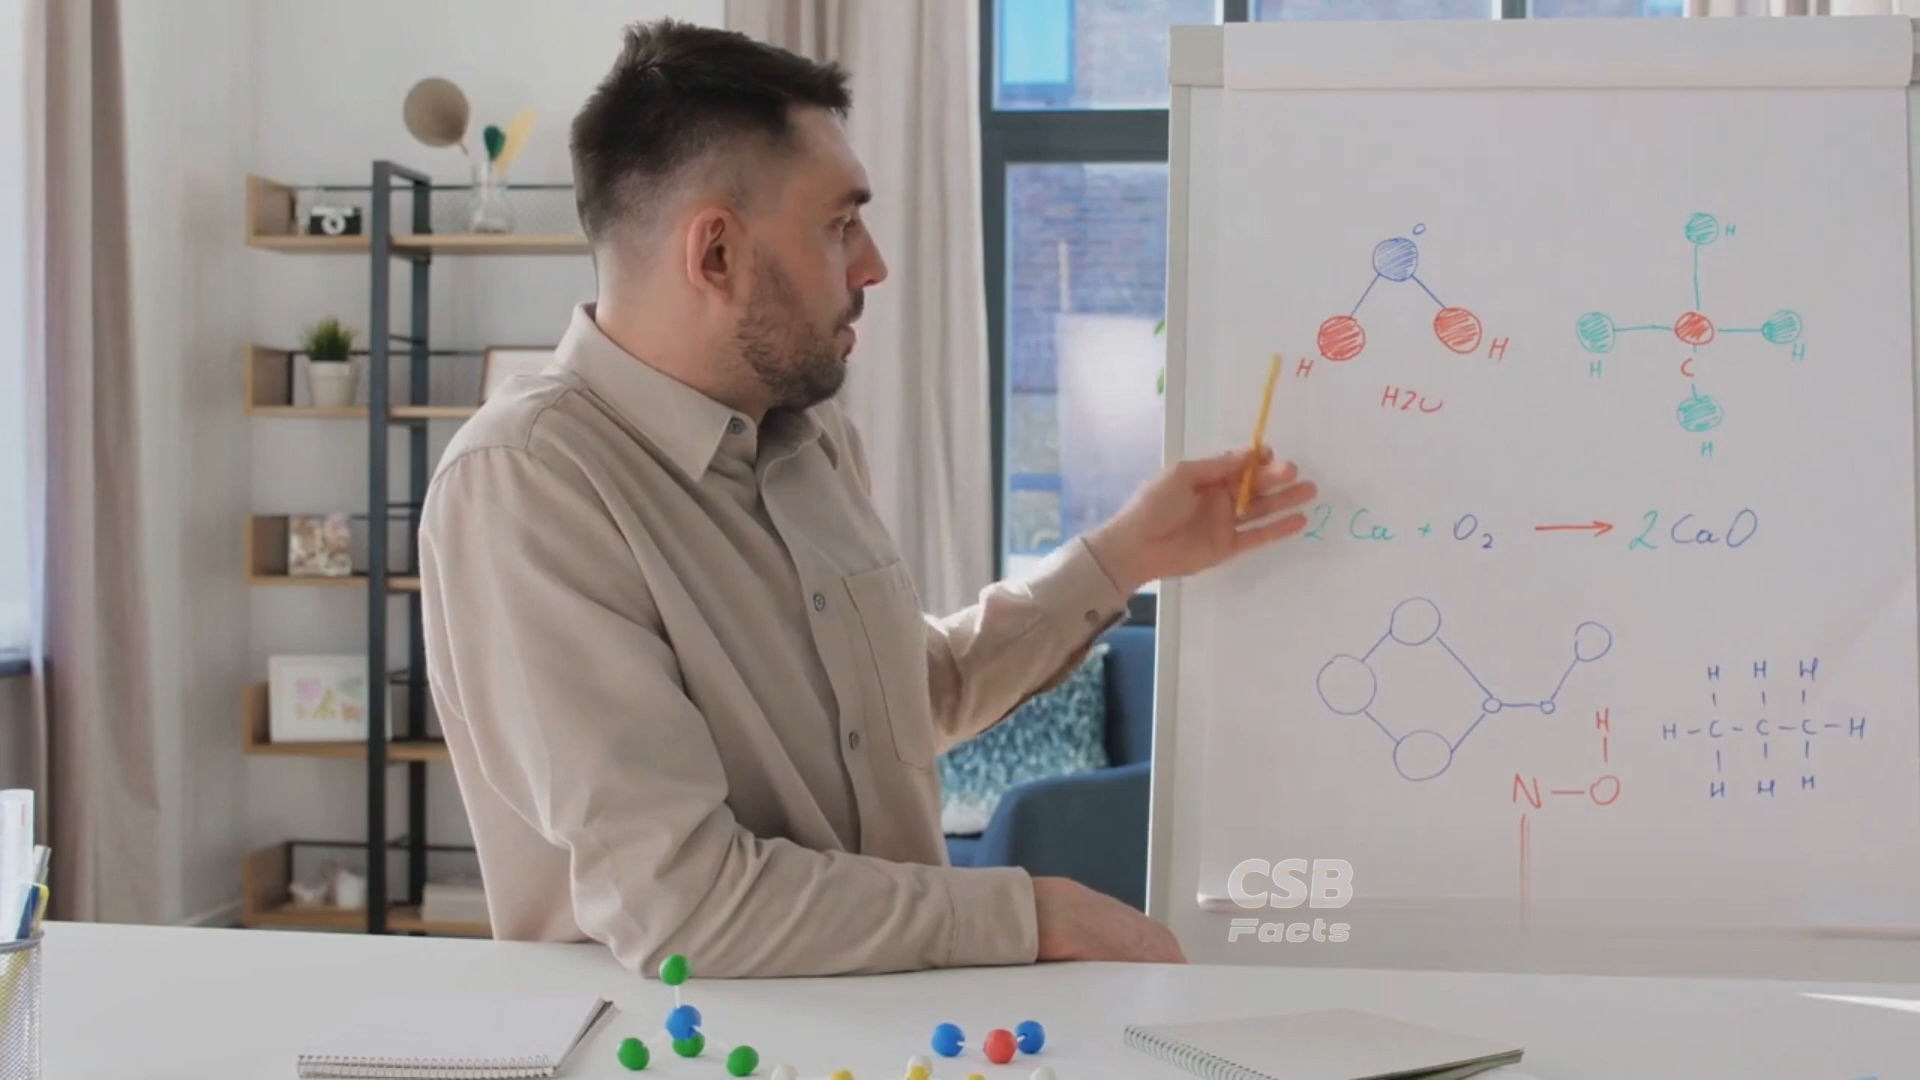 O
H H
H2O
H
H C H
H
2 Ca + O2 → 2 CaO
H H H
H-C-C-C-H
H H H
H
N-O
CSB
Facts